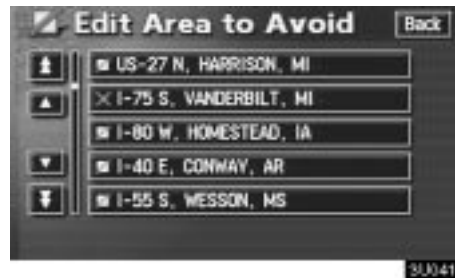 Edit Area to Avoid
Back
US-27 N, HARRISON, MI
I-75 S, VANDERBILT, MI
I-80 W, HOMESTEAD, IA
I-40 E, CONWAY, AR
I-55 S, WESSON, MS
3U041